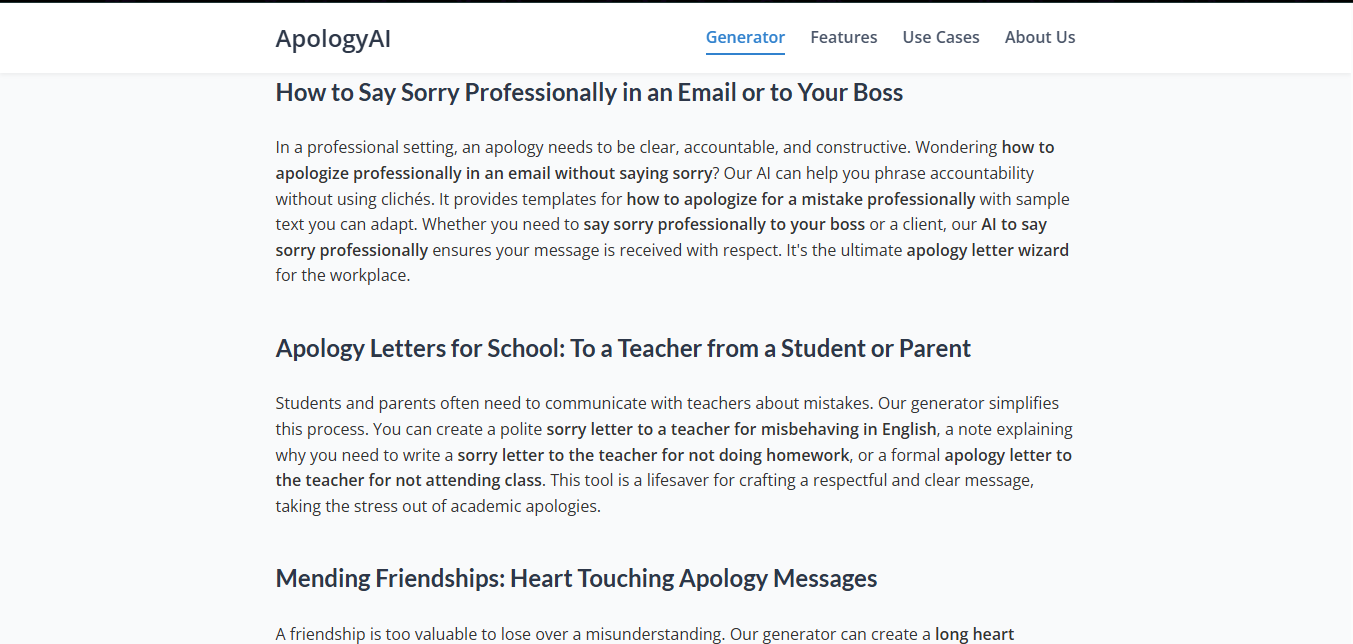 ApologyAI
Generator Features Use Cases About Us
How to Say Sorry Professionally in an Email or to Your Boss
In a professional setting, an apology needs to be clear, accountable, and constructive. Wondering how to
apologize professionally in an email without saying sorry? Our AI can help you phrase accountability
without using clichés. It provides templates for how to apologize for a mistake professionally with sample
text you can adapt. Whether you need to say sorry professionally to your boss or a client, our AI to say
sorry professionally ensures your message is received with respect. It's the ultimate apology letter wizard
for the workplace.
Apology Letters for School: To a Teacher from a Student or Parent
Students and parents often need to communicate with teachers about mistakes. Our generator simplifies
this process. You can create a polite sorry letter to a teacher for misbehaving in English, a note explaining
why you need to write a sorry letter to the teacher for not doing homework, or a formal apology letter to
the teacher for not attending class. This tool is a lifesaver for crafting a respectful and clear message,
taking the stress out of academic apologies.
Mending Friendships: Heart Touching Apology Messages
A friendship is too valuable to lose over a misunderstanding. Our generator can create a long heart